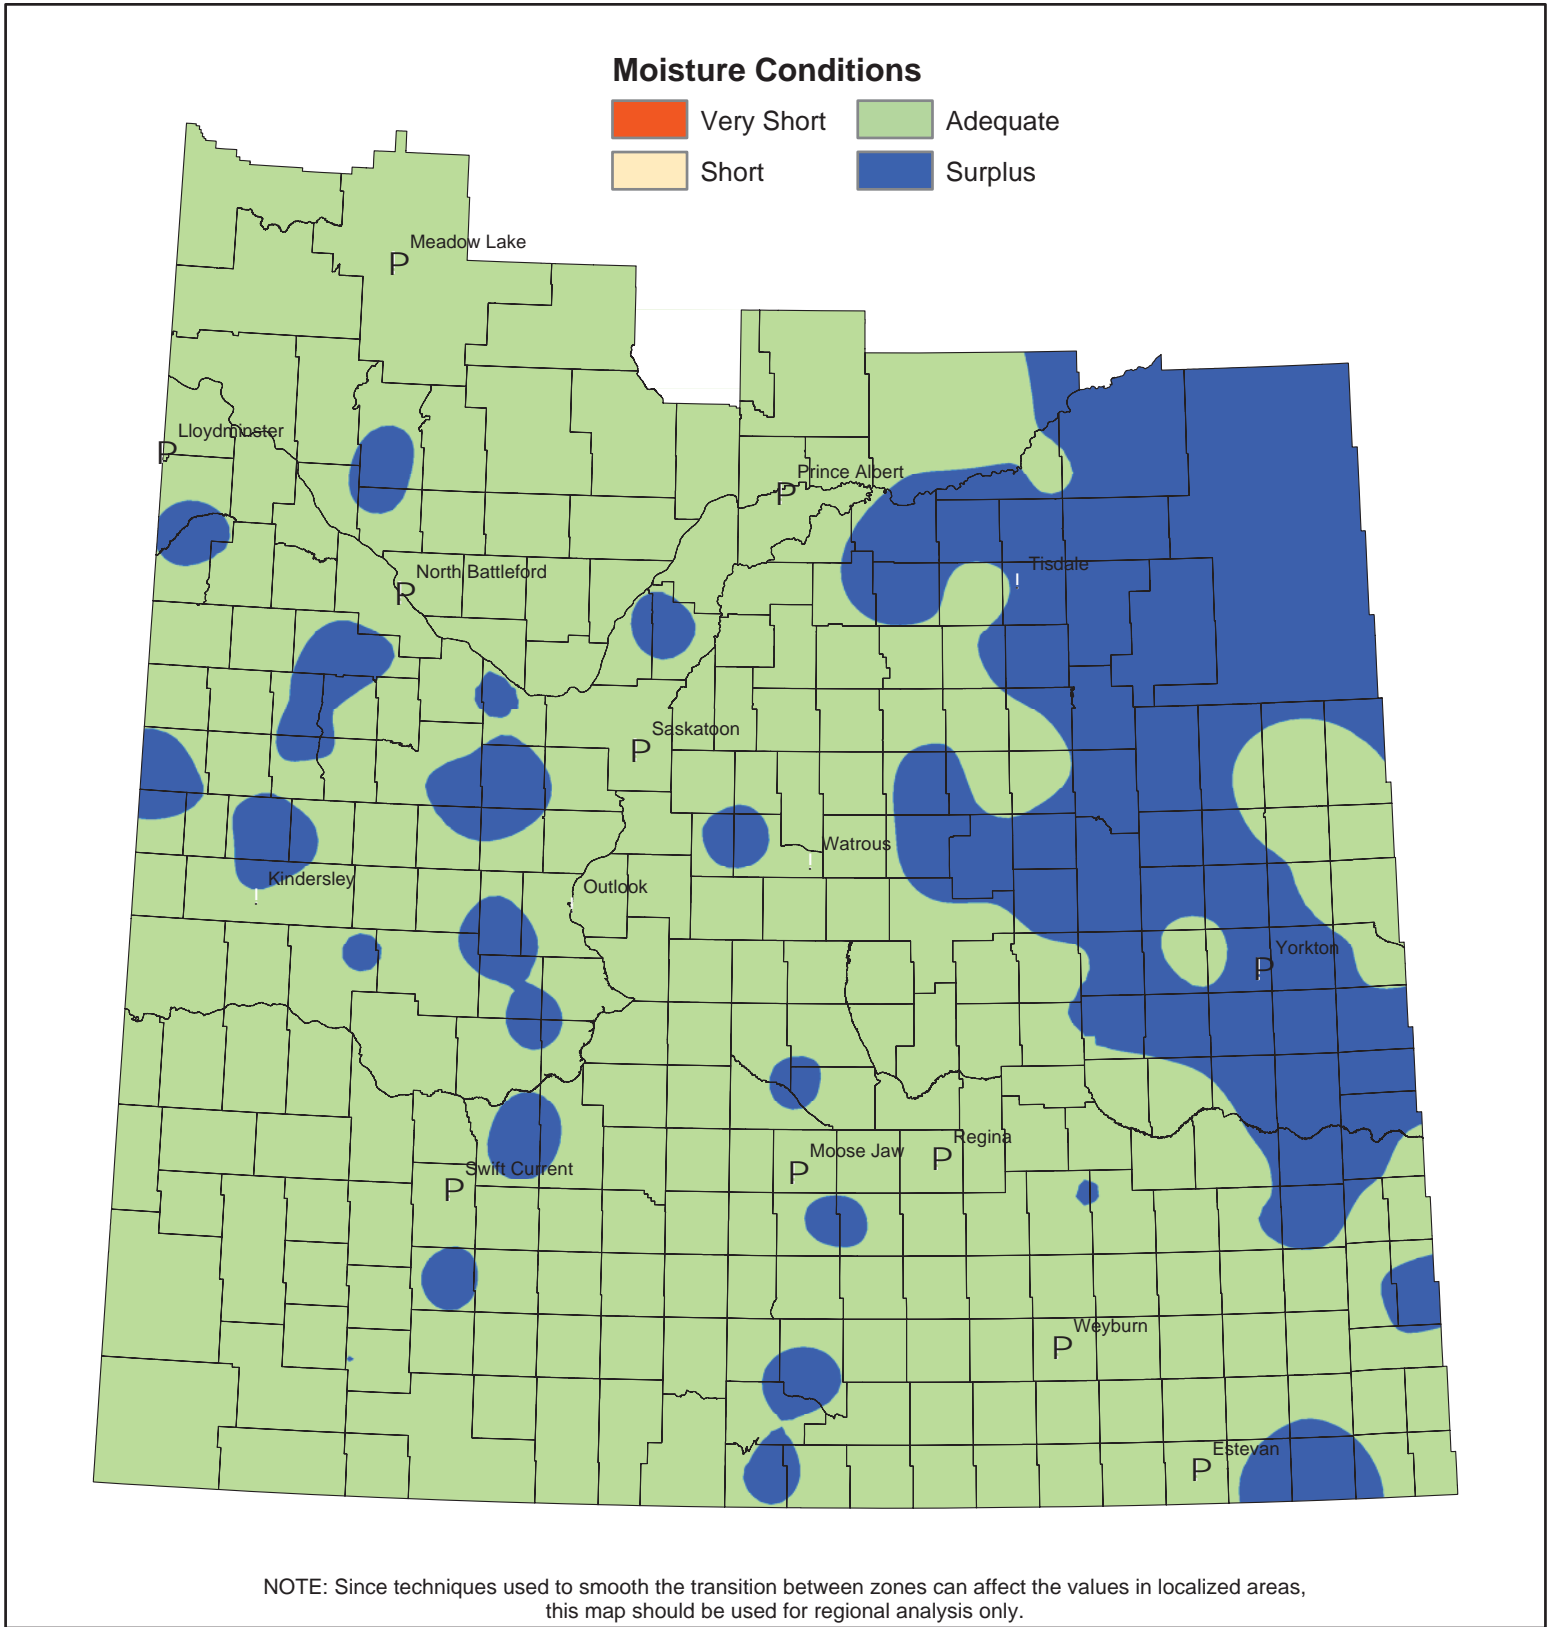 Moisture Conditions
Very Short
Adequate
Short
Surplus
Meadow Lake
P
Lloydminster
P
Prince Albert
P
North Battleford
P
Tisdale
!
Saskatoon
P
Watrous
!
Kindersley
!
Outlook
!
Yorkton
P
Regina
P
Moose Jaw
P
Swift Current
P
Weyburn
P
Estevan
P
NOTE: Since techniques used to smooth the transition between zones can affect the values in localized areas,
this map should be used for regional analysis only.